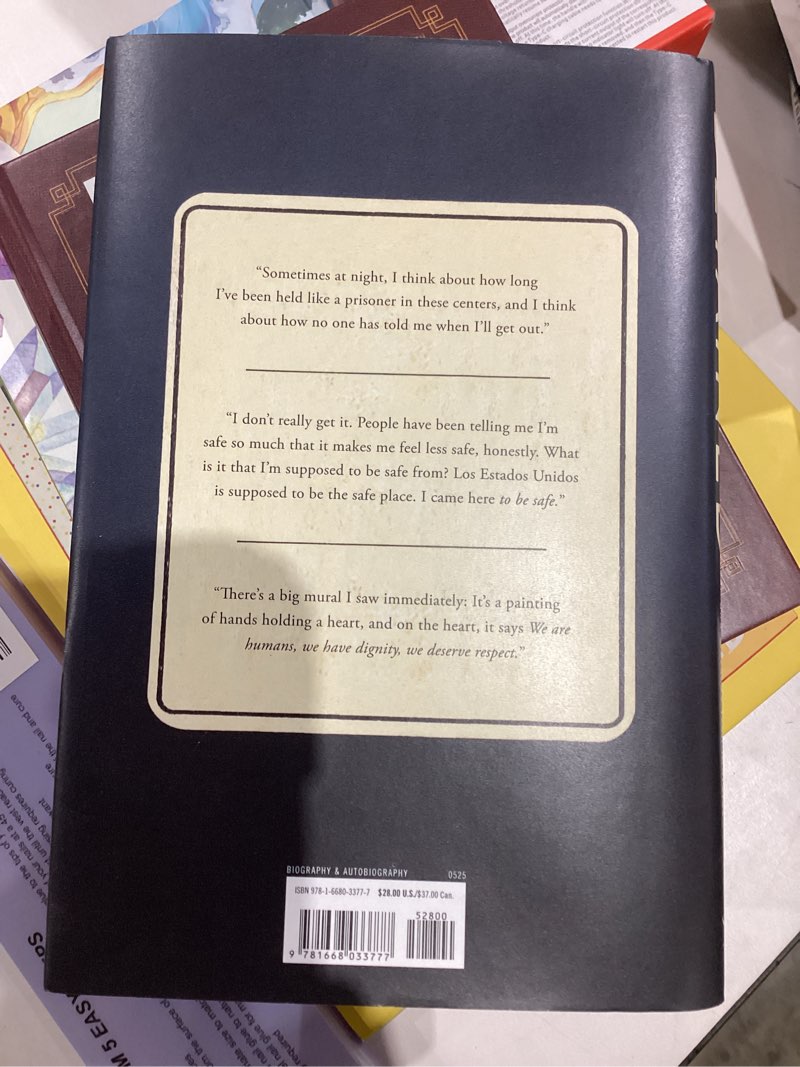 “Sometimes at night, I think about how long
I’ve been held like a prisoner in these centers, and I think
about how no one has told me when I’ll get out.”
“I don’t really get it. People have been telling me I’m
safe so much that it makes me feel less safe, honestly. What
is it that I’m supposed to be safe from? Los Estados Unidos
is supposed to be the safe place. I came here to be safe.”
“There’s a big mural I saw immediately: It’s a painting
of hands holding a heart, and on the heart, it says We are
humans, we have dignity, we deserve respect.”
BIOGRAPHY & AUTOBIOGRAPHY 0525
ISBN 978-1-6680-3377-7 $28.00 U.S./$37.00 Can.
52800
9 781668 033777
the nail and cure
M 5 EASY